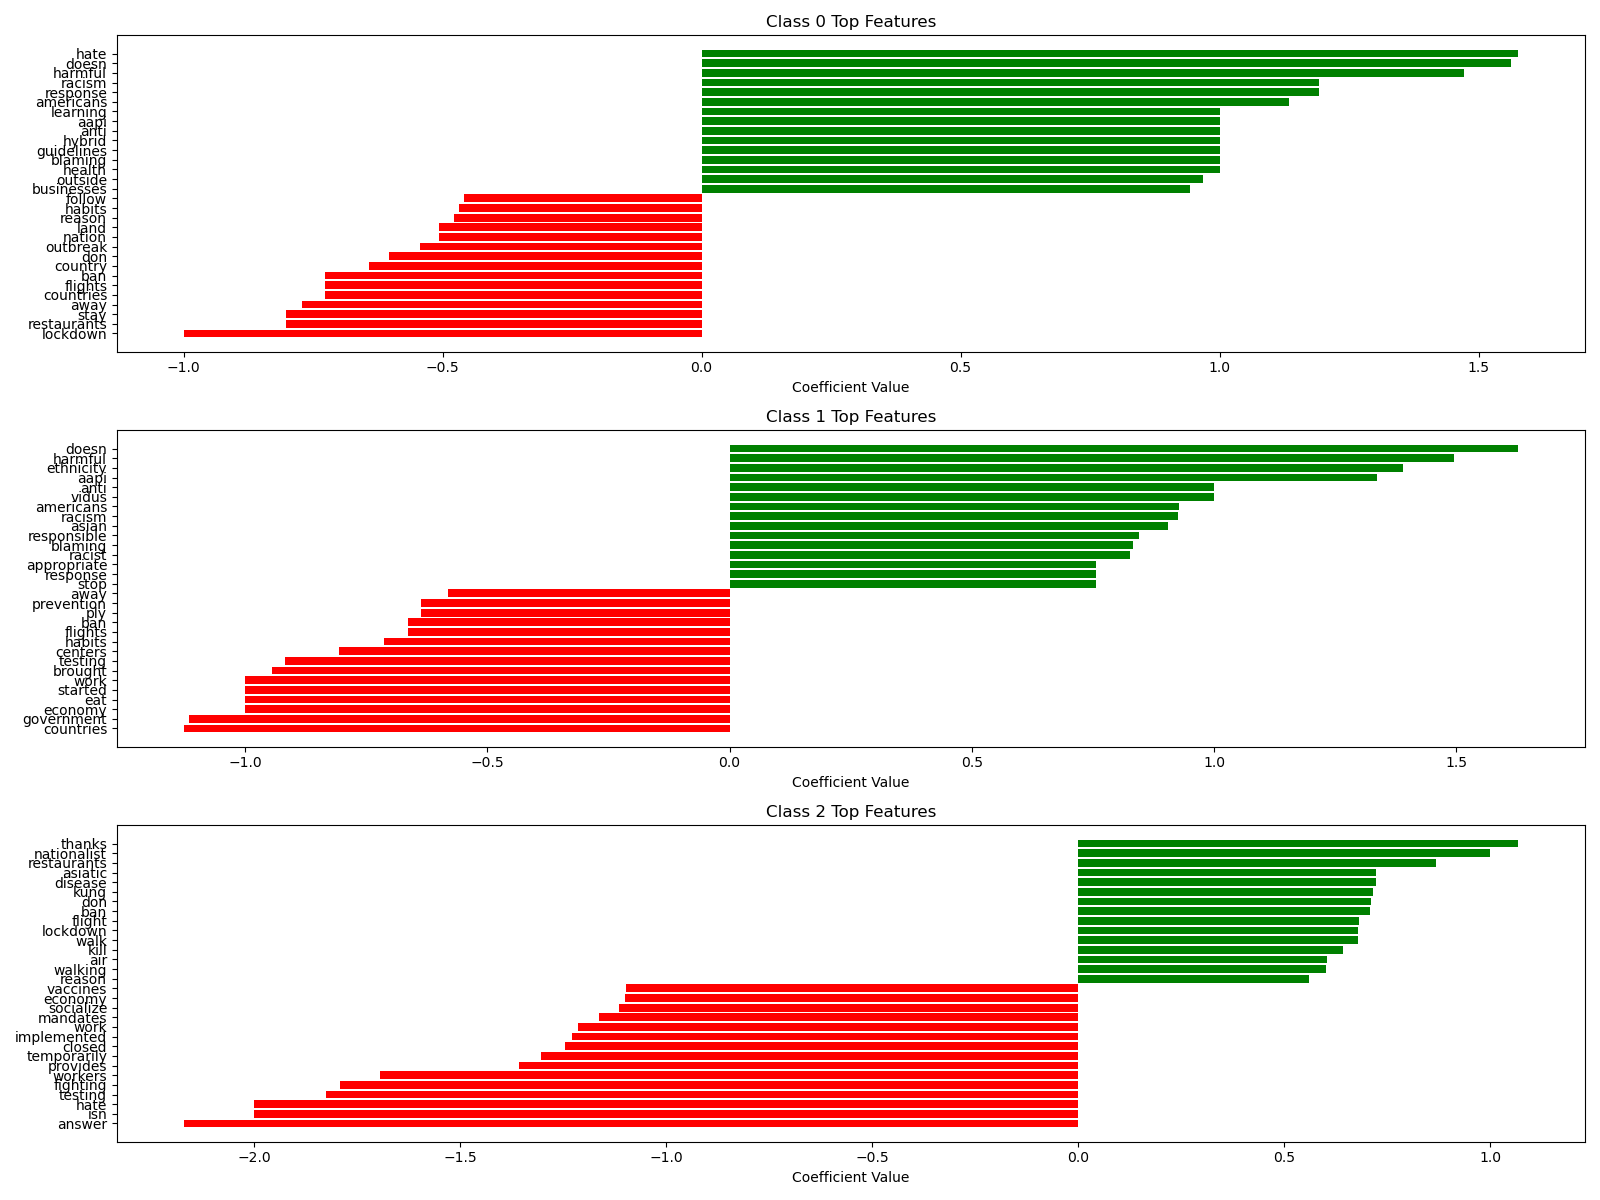 Class 0 Top Features
hate
doesn
harmful
racism
response
americans
learning
aapi
anti
hybrid
guidelines
blaming
health
outside
businesses
follow
habits
reason
land
nation
outbreak
don
country
ban
flights
countries
away
stay
restaurants
lockdown
−1.0 −0.5 0.0 0.5 1.0 1.5
Coefficient Value
Class 1 Top Features
doesn
harmful
ethnicity
aapi
anti
vidus
americans
racism
asian
responsible
blaming
racist
appropriate
response
stop
away
prevention
ply
ban
flights
habits
centers
testing
brought
work
started
eat
economy
government
countries
−1.0 −0.5 0.0 0.5 1.0 1.5
Coefficient Value
Class 2 Top Features
thanks
nationalist
restaurants
asiatic
disease
kung
don
ban
flight
lockdown
walk
kill
air
walking
reason
vaccines
economy
socialize
mandates
work
implemented
closed
temporarily
provides
workers
fighting
testing
hate
isn
answer
−2.0 −1.5 −1.0 −0.5 0.0 0.5 1.0
Coefficient Value